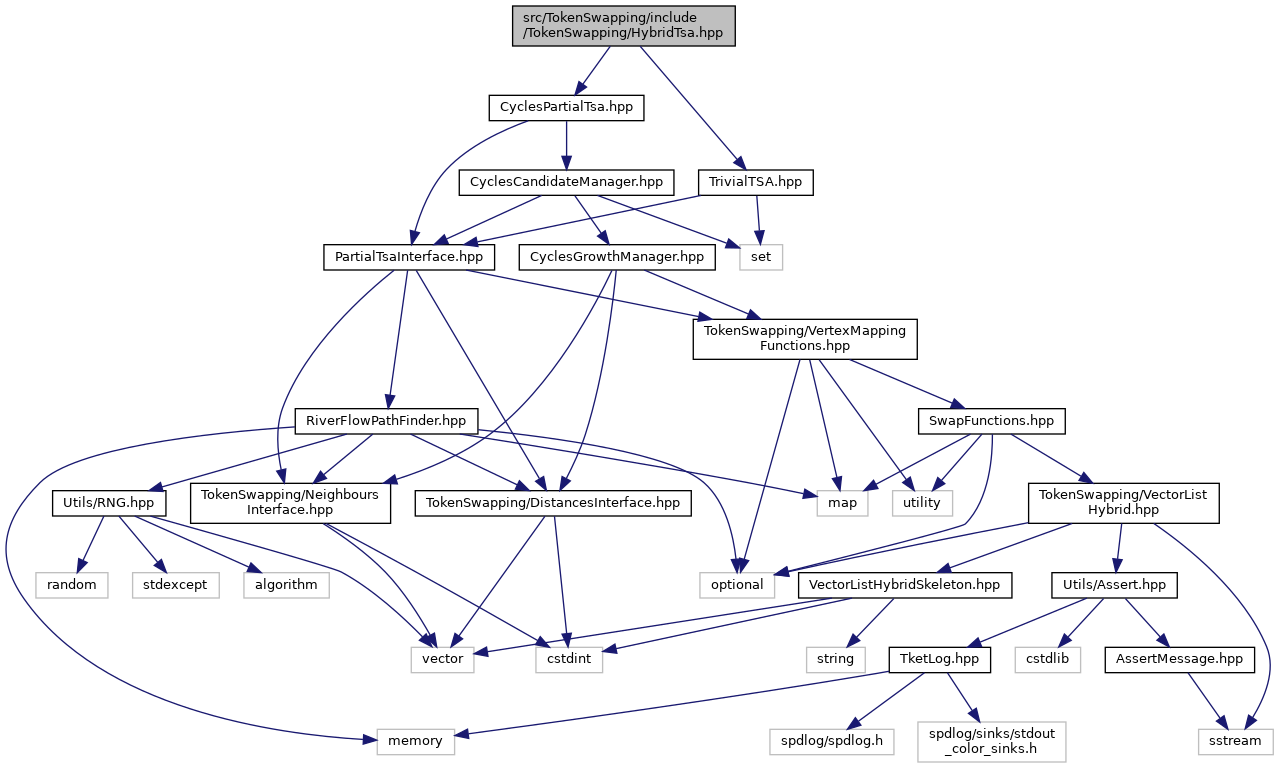 src/TokenSwapping/include
/TokenSwapping/HybridTsa.hpp
CyclesPartialTsa.hpp
CyclesCandidateManager.hpp
TrivialTSA.hpp
PartialTsaInterface.hpp
CyclesGrowthManager.hpp
set
TokenSwapping/VertexMapping
Functions.hpp
RiverFlowPathFinder.hpp
SwapFunctions.hpp
Utils/RNG.hpp
TokenSwapping/Neighbours
Interface.hpp
TokenSwapping/DistancesInterface.hpp
map
utility
TokenSwapping/VectorList
Hybrid.hpp
random
stdexcept
algorithm
optional
VectorListHybridSkeleton.hpp
Utils/Assert.hpp
vector
cstdint
string
TketLog.hpp
cstdlib
AssertMessage.hpp
memory
spdlog/spdlog.h
spdlog/sinks/stdout
_color_sinks.h
sstream